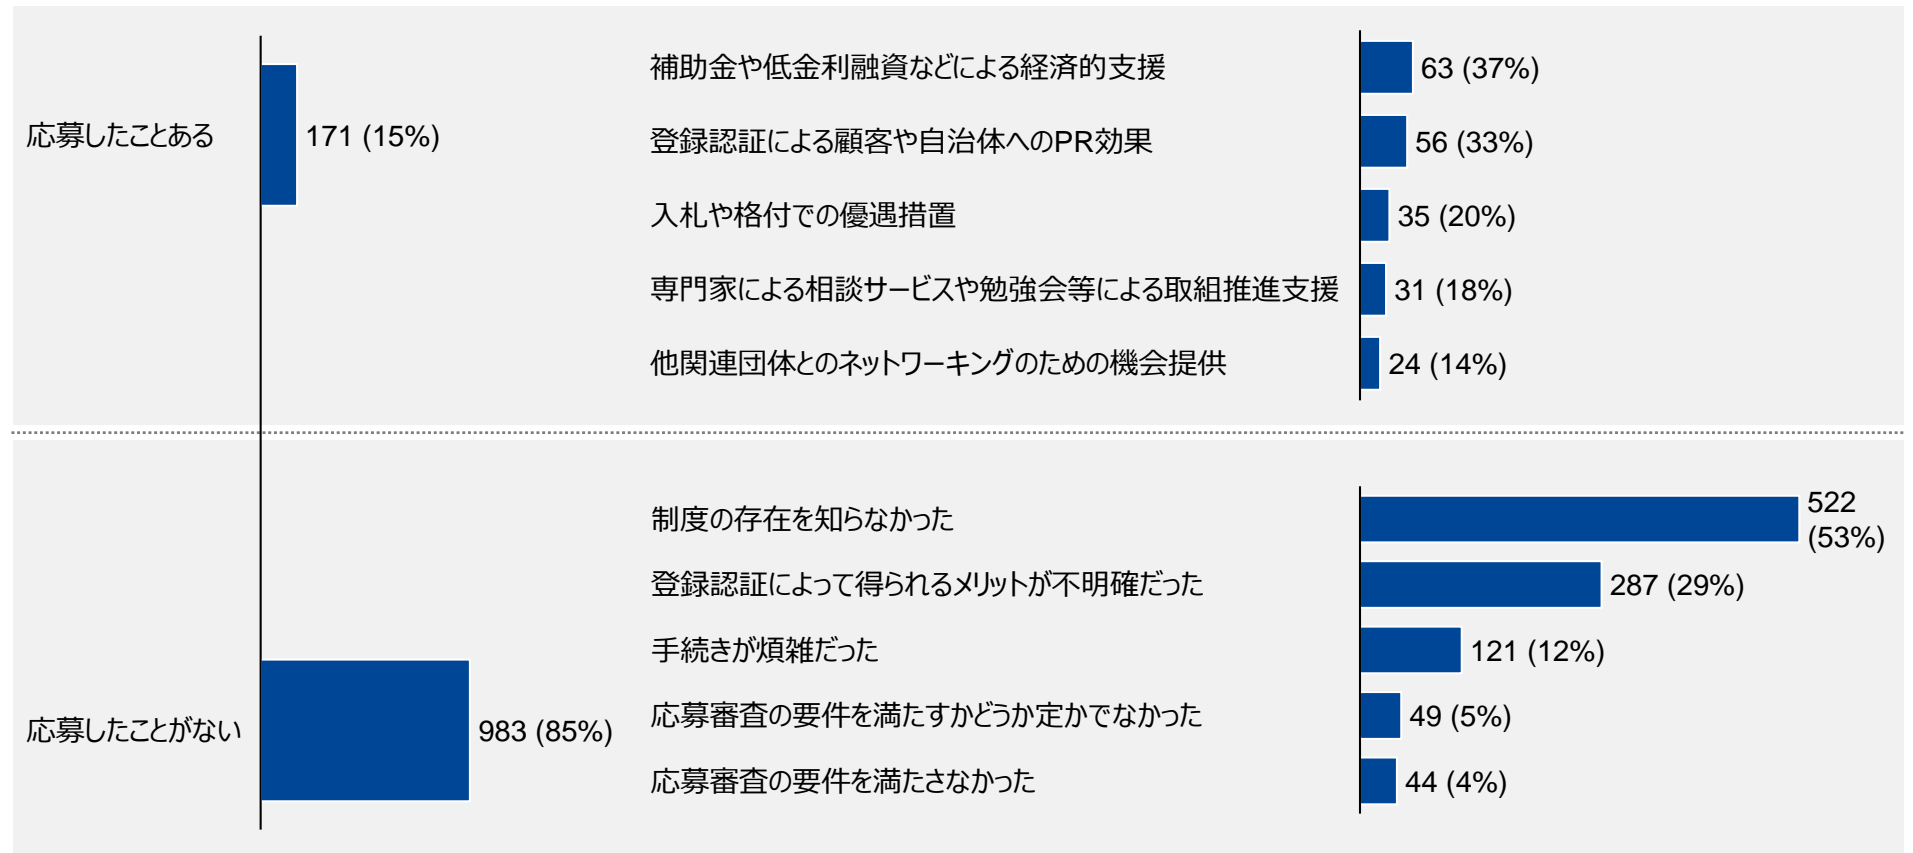 応募したことある
171 (15%)
補助金や低金利融資などによる経済的支援
63 (37%)
登録認証による顧客や自治体へのPR効果
56 (33%)
入札や格付での優遇措置
35 (20%)
専門家による相談サービスや勉強会等による取組推進支援
31 (18%)
他関連団体とのネットワーキングのための機会提供
24 (14%)
応募したことがない
983 (85%)
制度の存在を知らなかった
522
(53%)
登録認証によって得られるメリットが不明確だった
287 (29%)
手続きが煩雑だった
121 (12%)
応募審査の要件を満たすかどうか定かでなかった
49 (5%)
応募審査の要件を満たさなかった
44 (4%)